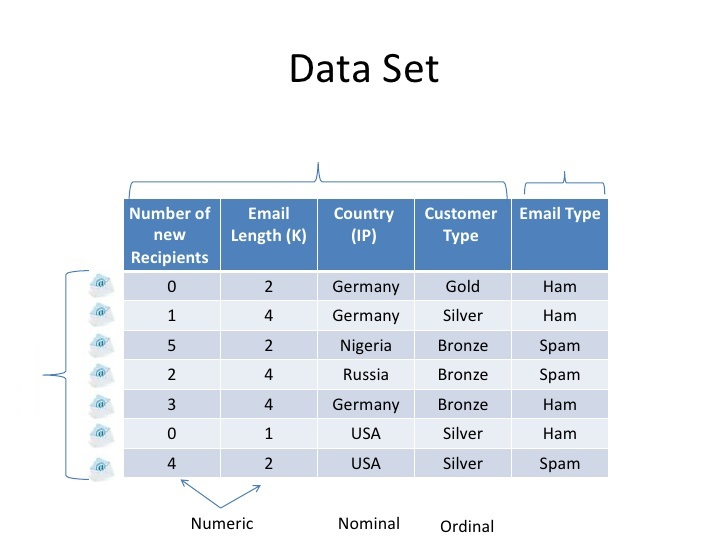 Data Set
Number of new Recipients Email Length (K) Country (IP) Customer Type Email Type
0 2 Germany Gold Ham
1 4 Germany Silver Ham
5 2 Nigeria Bronze Spam
2 4 Russia Bronze Spam
3 4 Germany Bronze Ham
0 1 USA Silver Ham
4 2 USA Silver Spam
Numeric Nominal Ordinal